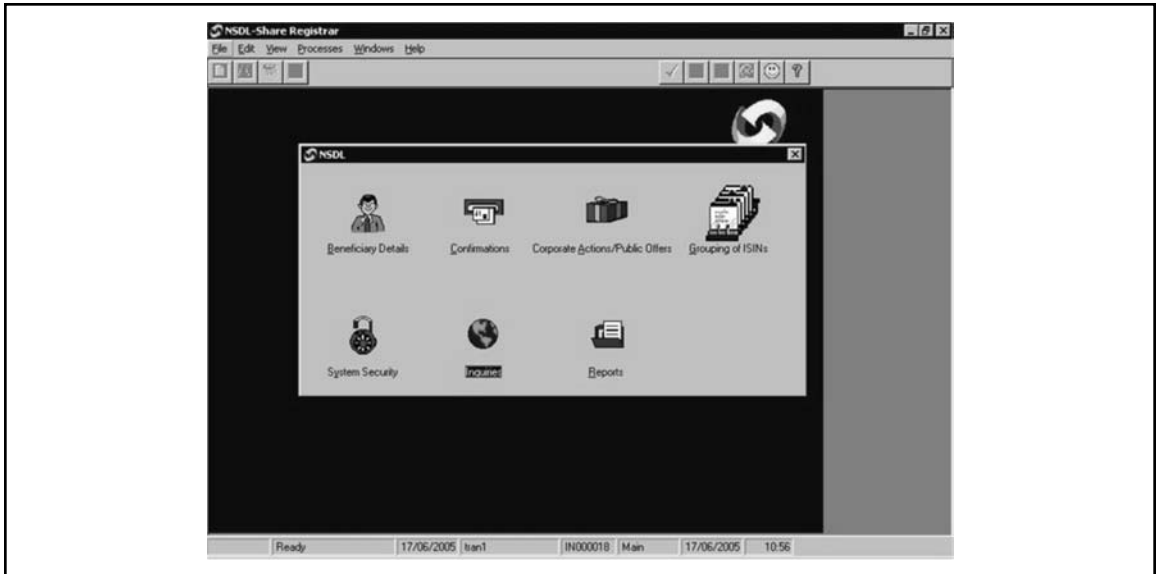 NSDL-Share Registrar
File Edit View Processes Windows Help
NSDL
Beneficiary Details Confirmations Corporate Actions/Public Offers Grouping of ISINs
System Security Inquiries Reports
Ready 17/06/2005 tran1 IN000018 Main 17/06/2005 10:56